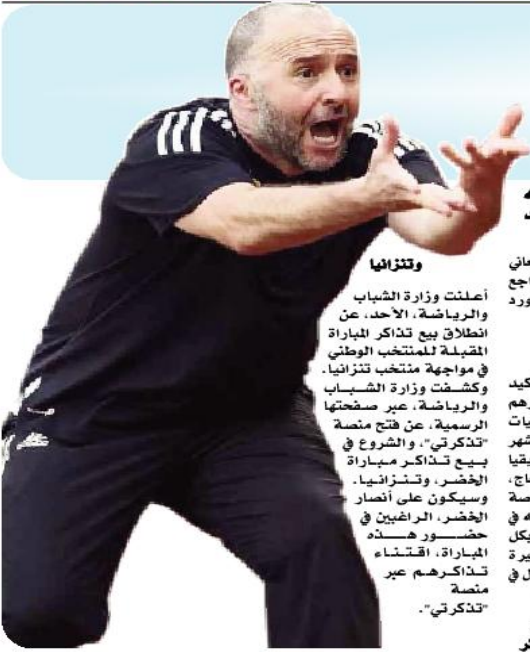 وتنزانيا
أعلنت وزارة الشباب
والرياضة، الأحد، عن
انطلاق بيع تذاكر المباراة
المقبلة للمنتخب الوطني
في مواجهة منتخب تنزانيا.
وكشفت وزارة الشباب
والرياضة، عبر صفحتها
الرسمية، عن فتح منصة
"تذكرتي"، والشروع في
بيع تذاكر مباراة
الخضر، وتنزانيا.
وسيكون على أنصار
الخضر، الراغبين في
حضور هذه
المباراة، اقتناء
تذاكرهم عبر
منصة
"تذكرتي".